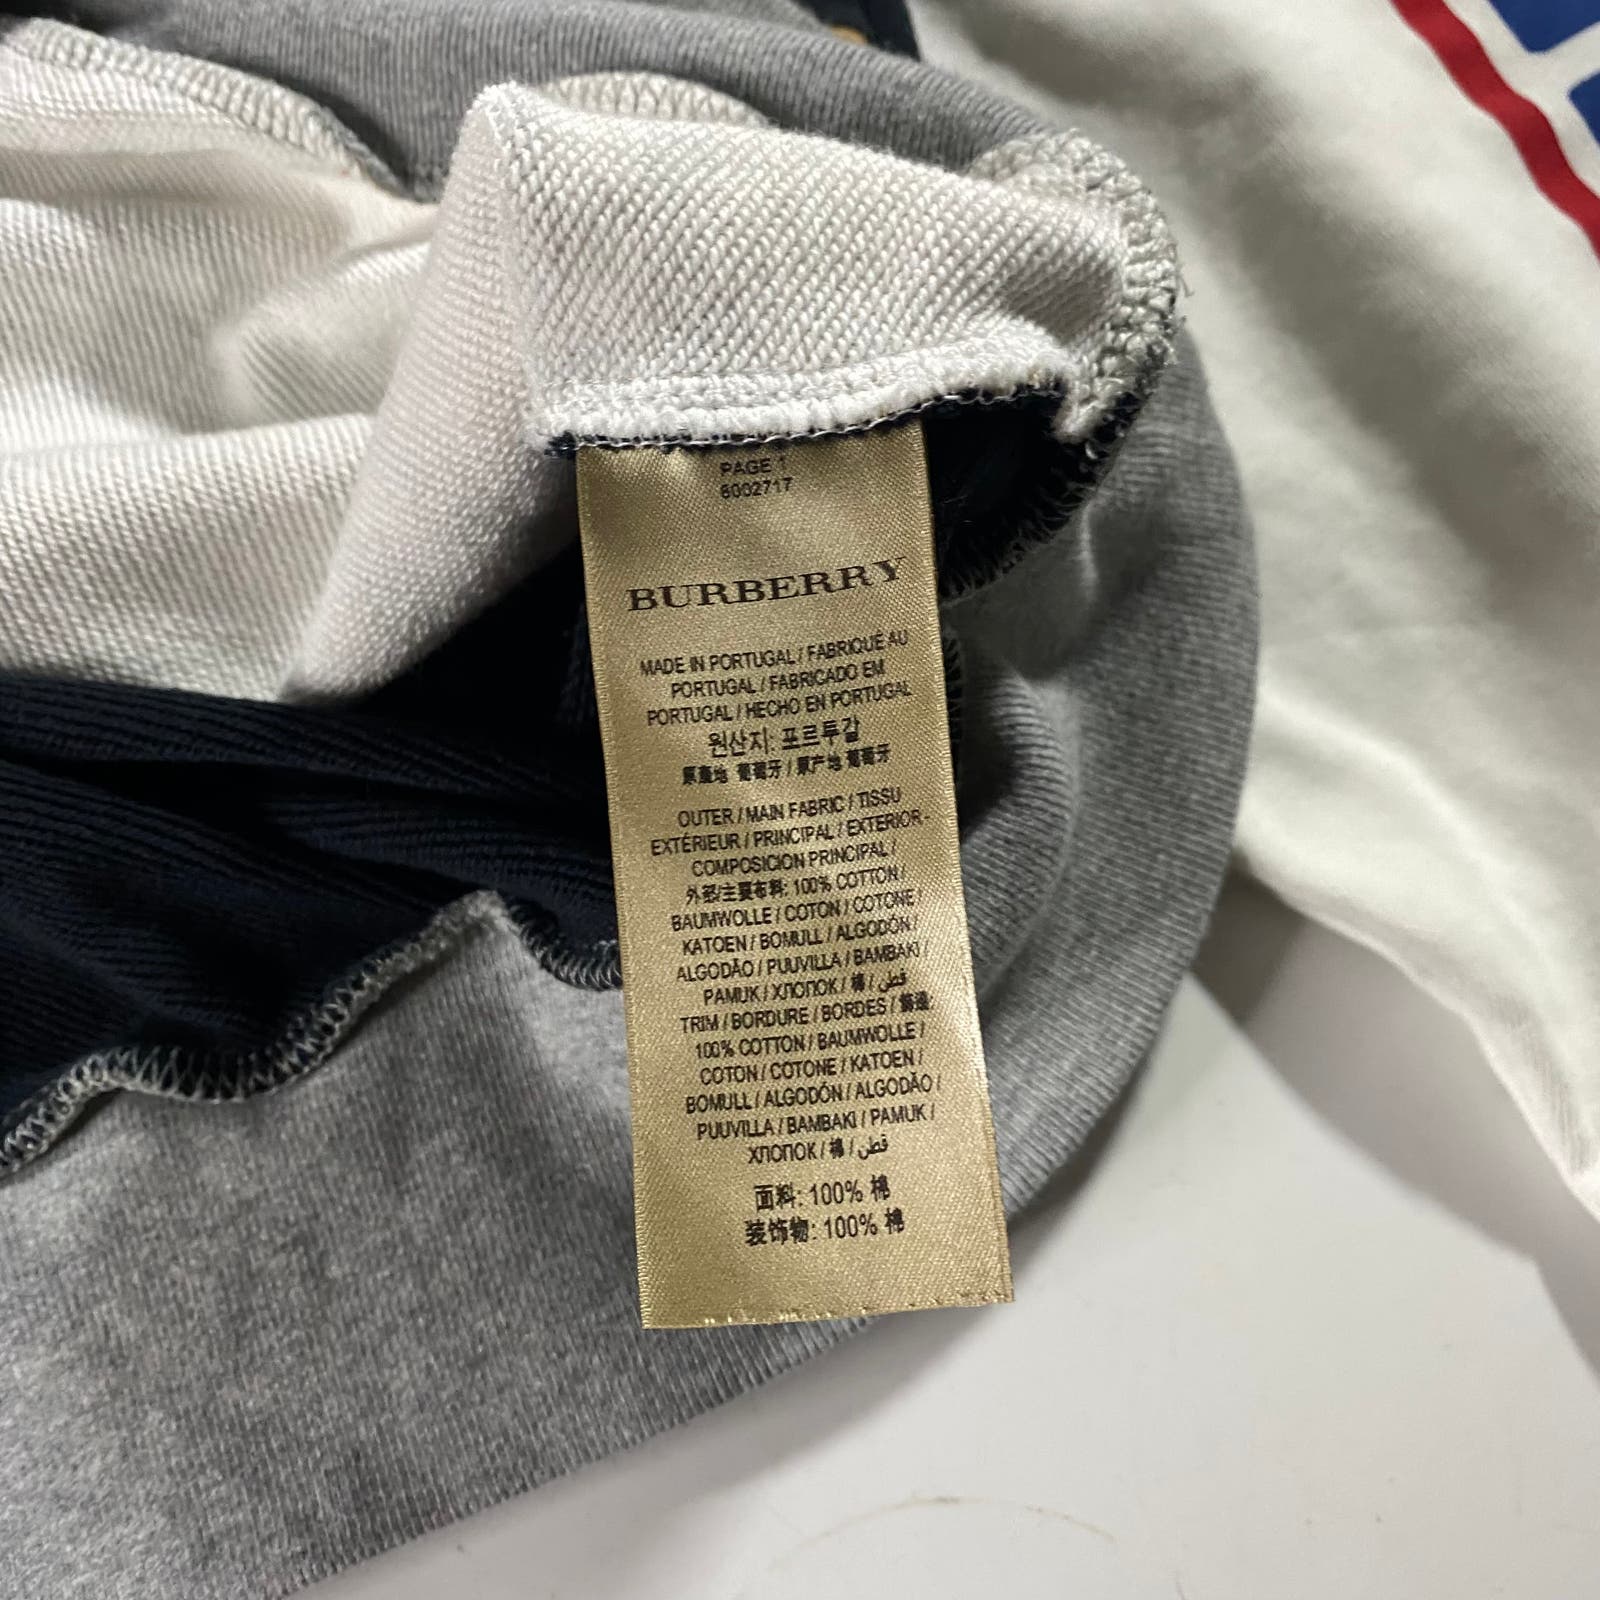 PAGE 1
6002717
BURBERRY
MADE IN PORTUGAL / FABRIQUÉ AU
PORTUGAL / FABRICADO EM
PORTUGAL / HECHO EN PORTUGAL
원산지: 포르투갈
原產地 葡萄牙 / 原产地 葡萄牙
OUTER / MAIN FABRIC / TISSU
EXTÉRIEUR / PRINCIPAL / EXTERIOR -
COMPOSICION PRINCIPAL /
外部/主要布料: 100% COTTON /
BAUMWOLLE / COTON / COTONE /
KATOEN / BOMULL / ALGODÓN /
ALGODÃO / PUUVILLA / BAMBAKI /
PAMUK / ХЛОПОК / 棉 / قطن
TRIM / BORDURE / BORDES / 飾邊:
100% COTTON / BAUMWOLLE /
COTON / COTONE / KATOEN /
BOMULL / ALGODÓN / ALGODÃO /
PUUVILLA / BAMBAKI / PAMUK /
ХЛОПОК / 棉 / قطن
面料: 100% 棉
装饰物: 100% 棉